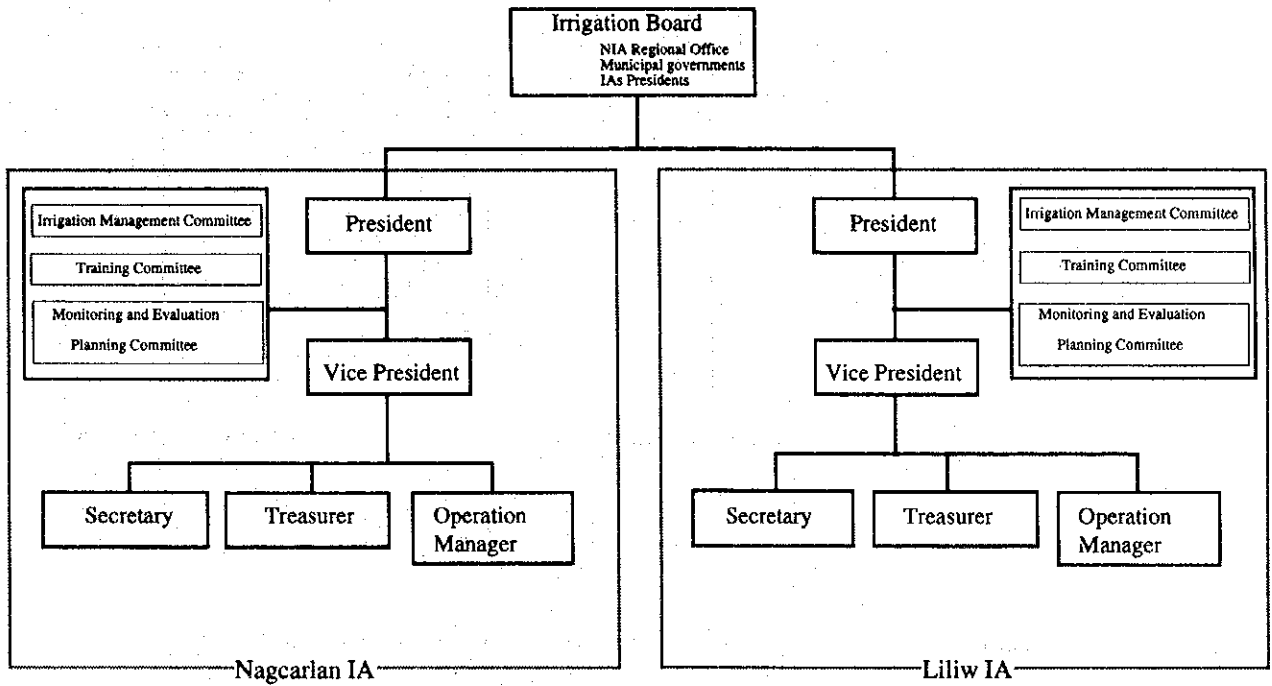 Irrigation Board
NIA Regional Office
Municipal governments
IAs Presidents
Irrigation Management Committee
Training Committee
Monitoring and Evaluation
Planning Committee
President
Vice President
Secretary
Treasurer
Operation
Manager
Nagcarlan IA
President
Irrigation Management Committee
Training Committee
Monitoring and Evaluation
Planning Committee
Vice President
Secretary
Treasurer
Operation
Manager
Liliw IA